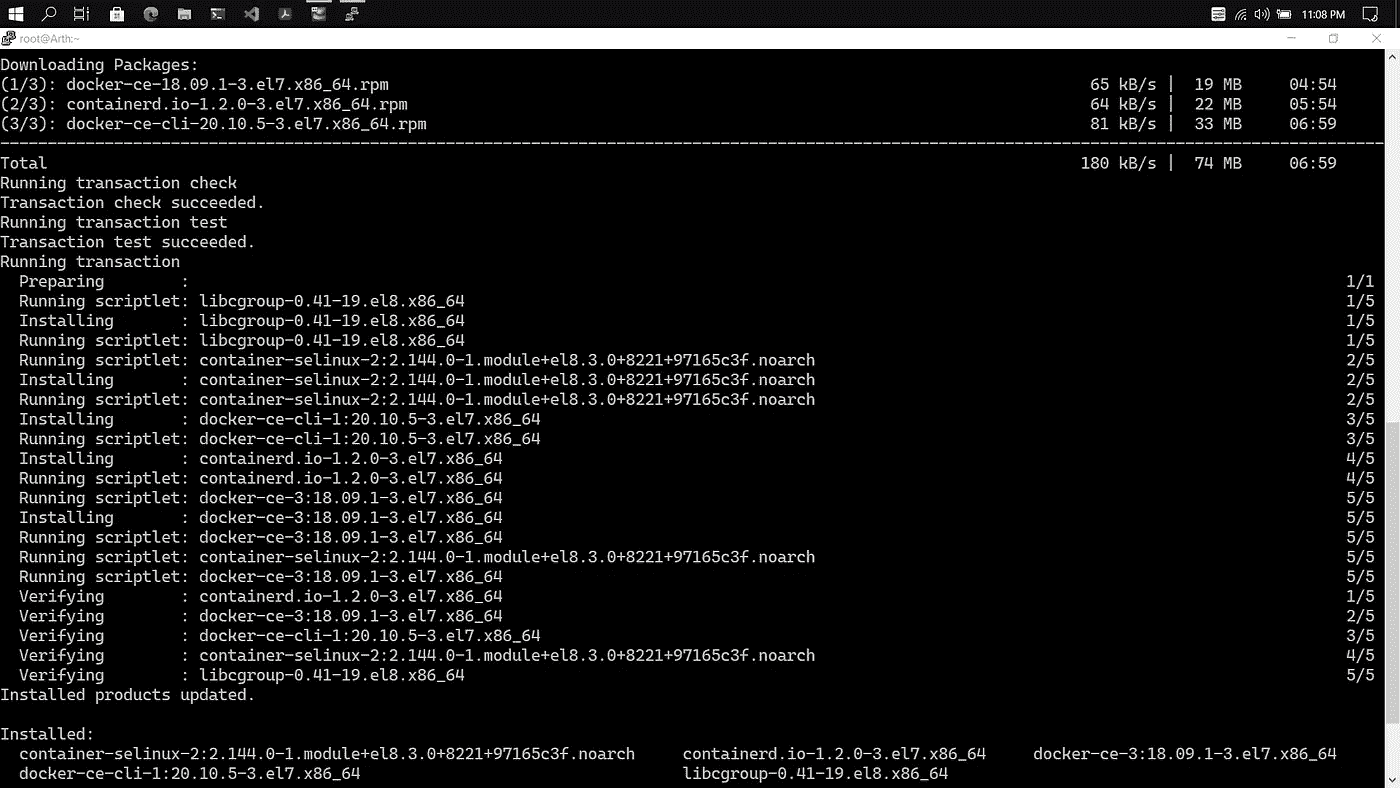 11:08 PM
root@Arth:~
Downloading Packages:
(1/3): docker-ce-18.09.1-3.el7.x86_64.rpm 65 kB/s | 19 MB 04:54
(2/3): containerd.io-1.2.0-3.el7.x86_64.rpm 64 kB/s | 22 MB 05:54
(3/3): docker-ce-cli-20.10.5-3.el7.x86_64.rpm 81 kB/s | 33 MB 06:59
--------------------------------------------------------------------------------
Total 180 kB/s | 74 MB 06:59
Running transaction check
Transaction check succeeded.
Running transaction test
Transaction test succeeded.
Running transaction
Preparing : 1/1
Running scriptlet: libcgroup-0.41-19.el8.x86_64 1/5
Installing : libcgroup-0.41-19.el8.x86_64 1/5
Running scriptlet: libcgroup-0.41-19.el8.x86_64 1/5
Running scriptlet: container-selinux-2:2.144.0-1.module+el8.3.0+8221+97165c3f.noarch 2/5
Installing : container-selinux-2:2.144.0-1.module+el8.3.0+8221+97165c3f.noarch 2/5
Running scriptlet: container-selinux-2:2.144.0-1.module+el8.3.0+8221+97165c3f.noarch 2/5
Installing : docker-ce-cli-1:20.10.5-3.el7.x86_64 3/5
Running scriptlet: docker-ce-cli-1:20.10.5-3.el7.x86_64 3/5
Installing : containerd.io-1.2.0-3.el7.x86_64 4/5
Running scriptlet: containerd.io-1.2.0-3.el7.x86_64 4/5
Running scriptlet: docker-ce-3:18.09.1-3.el7.x86_64 5/5
Installing : docker-ce-3:18.09.1-3.el7.x86_64 5/5
Running scriptlet: docker-ce-3:18.09.1-3.el7.x86_64 5/5
Running scriptlet: container-selinux-2:2.144.0-1.module+el8.3.0+8221+97165c3f.noarch 5/5
Running scriptlet: docker-ce-3:18.09.1-3.el7.x86_64 5/5
Verifying : containerd.io-1.2.0-3.el7.x86_64 1/5
Verifying : docker-ce-3:18.09.1-3.el7.x86_64 2/5
Verifying : docker-ce-cli-1:20.10.5-3.el7.x86_64 3/5
Verifying : container-selinux-2:2.144.0-1.module+el8.3.0+8221+97165c3f.noarch 4/5
Verifying : libcgroup-0.41-19.el8.x86_64 5/5
Installed products updated.
Installed:
container-selinux-2:2.144.0-1.module+el8.3.0+8221+97165c3f.noarch containerd.io-1.2.0-3.el7.x86_64 docker-ce-3:18.09.1-3.el7.x86_64
docker-ce-cli-1:20.10.5-3.el7.x86_64 libcgroup-0.41-19.el8.x86_64